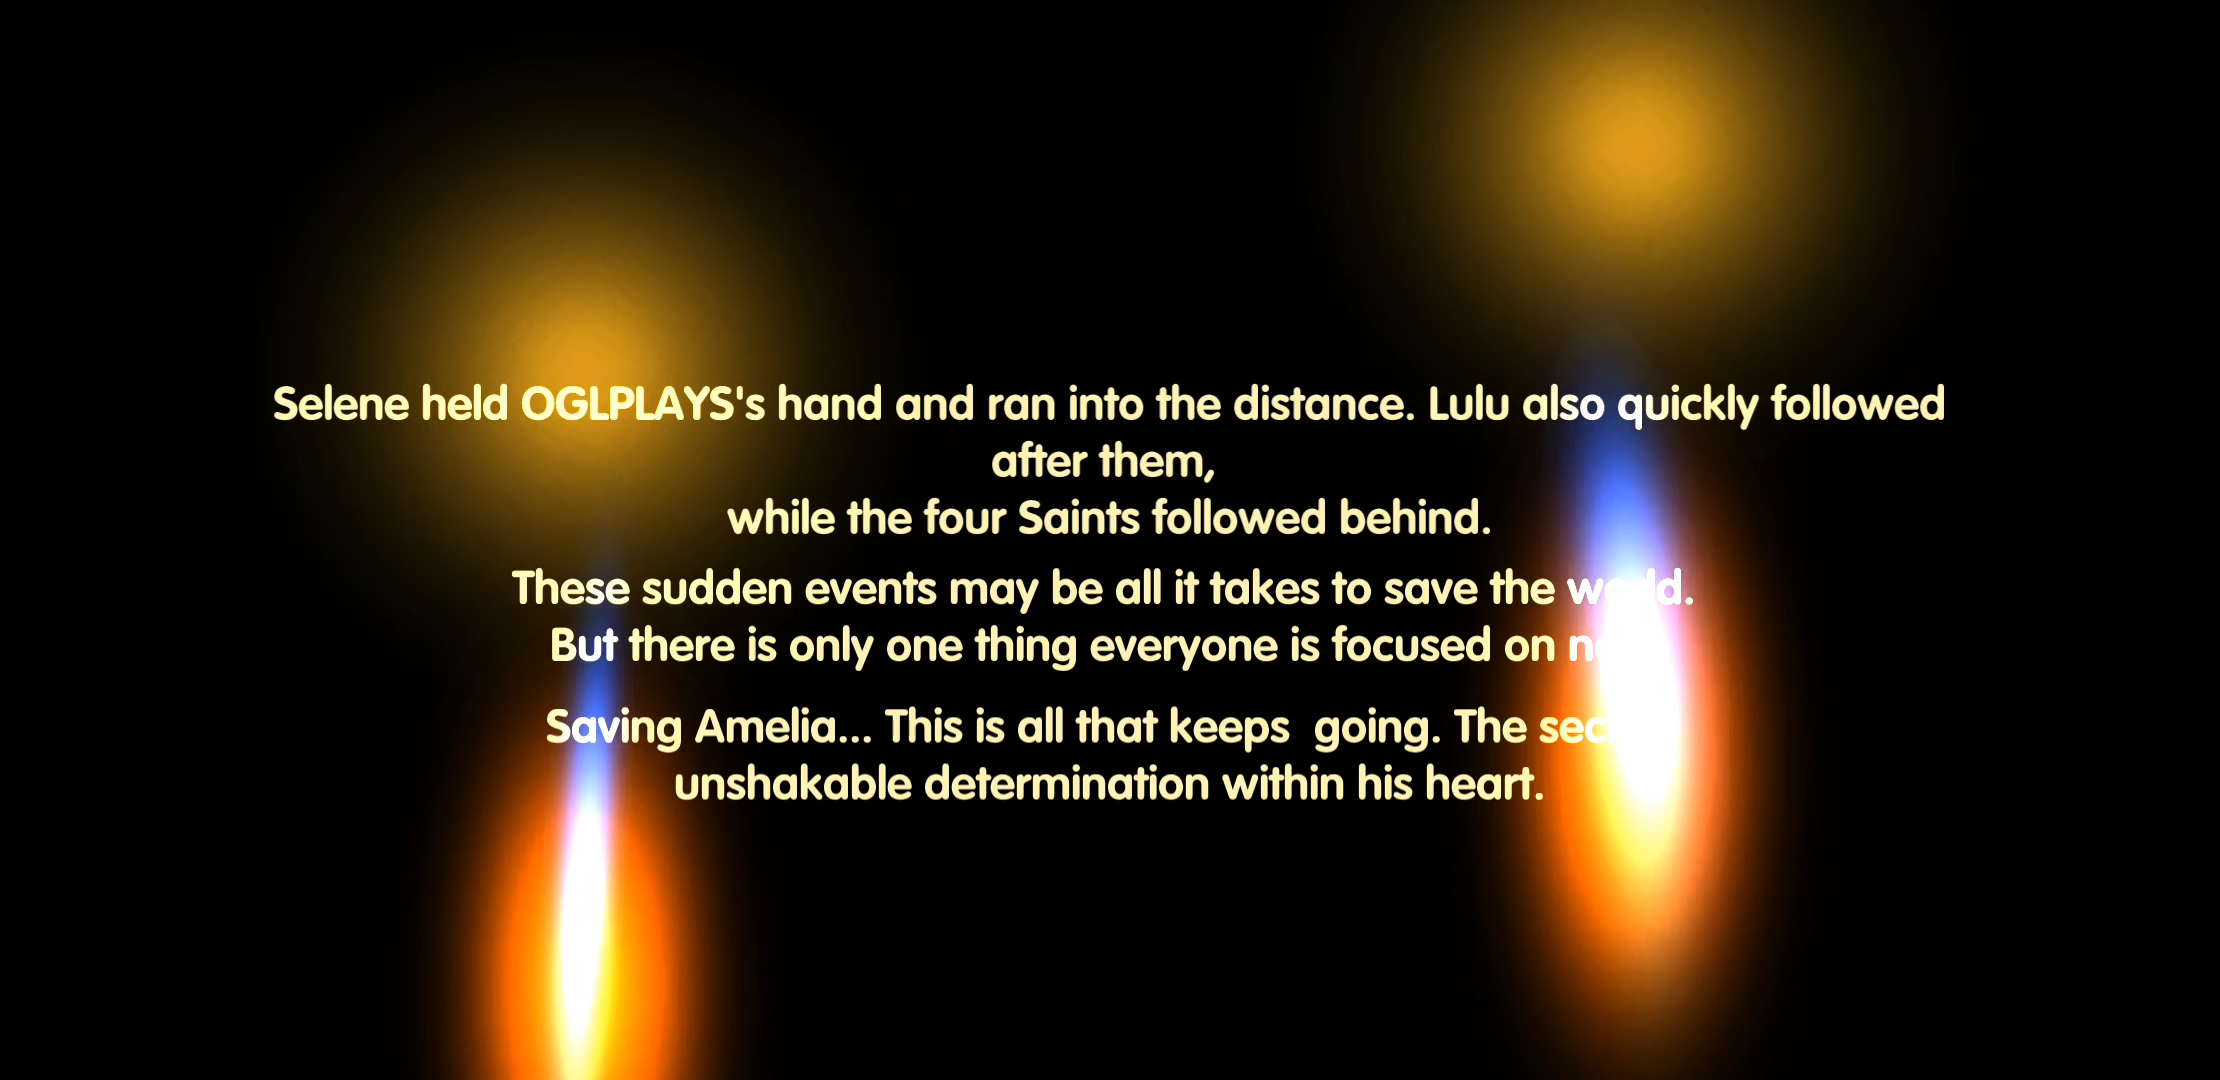 Selene held OGLPLAYS's hand and ran into the distance. Lulu also quickly followed
after them,
while the four Saints followed behind.
These sudden events may be all it takes to save the world.
But there is only one thing everyone is focused on
Saving Amelia... This is all that keeps  going. The
unshakable determination within his heart.